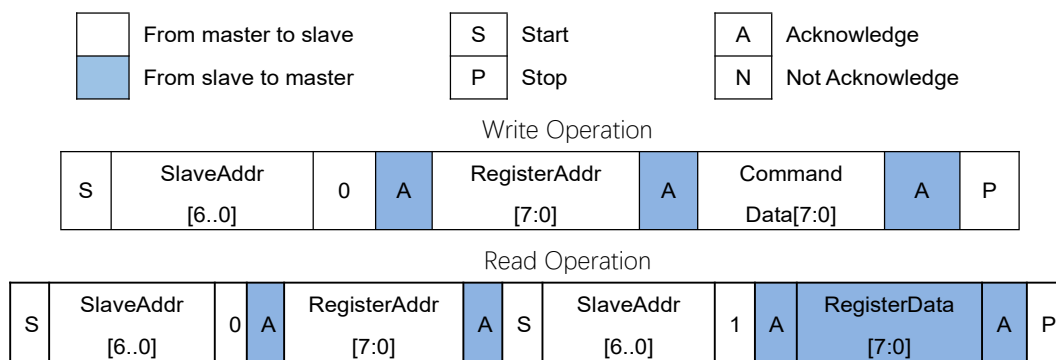 From master to slave S Start A Acknowledge
From slave to master P Stop N Not Acknowledge
Write Operation
S SlaveAddr [6..0] 0 A RegisterAddr [7:0] A Command Data[7:0] A P
Read Operation
S SlaveAddr [6..0] 0 A RegisterAddr [7:0] A S SlaveAddr [6..0] 1 A RegisterData [7:0] A P